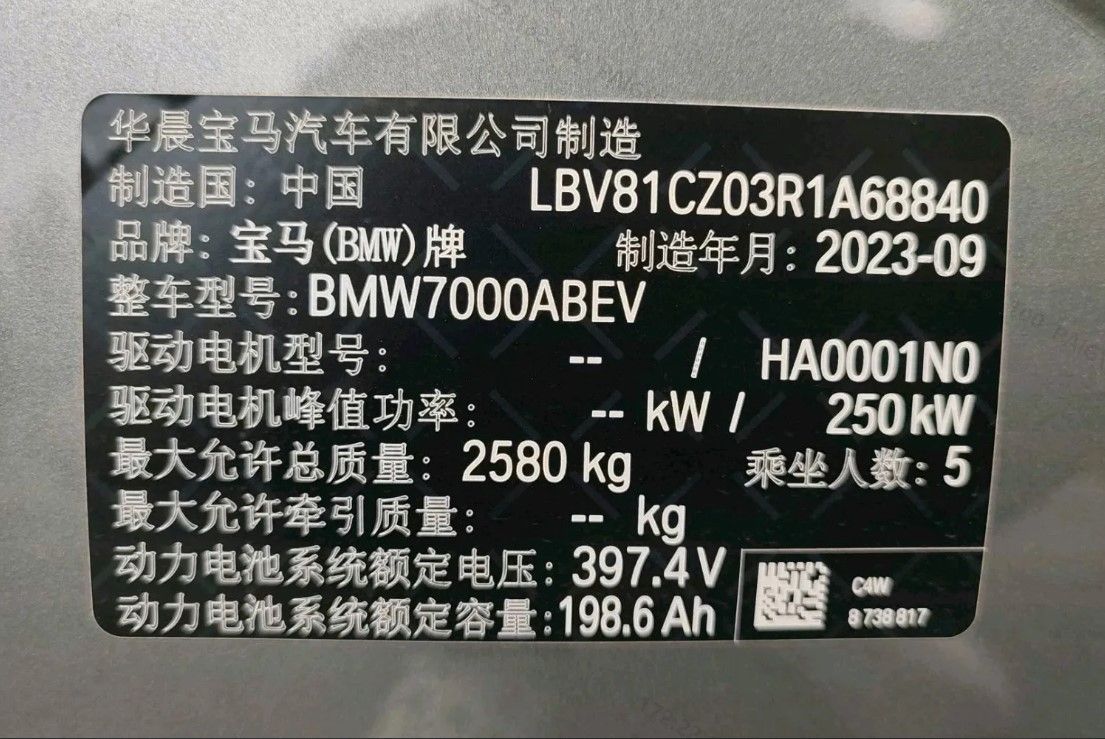 华晨宝马汽车有限公司制造
制造国：中国 LBV81CZ03R1A68840
品牌：宝马(BMW)牌 制造年月：2023-09
整车型号：BMW7000ABEV
驱动电机型号： -- / HA0001N0
驱动电机峰值功率： -- kW / 250 kW
最大允许总质量：2580 kg 乘坐人数：5
最大允许牵引质量： -- kg
动力电池系统额定电压：397.4 V
动力电池系统额定容量：198.6 Ah
C4W
8 738 817